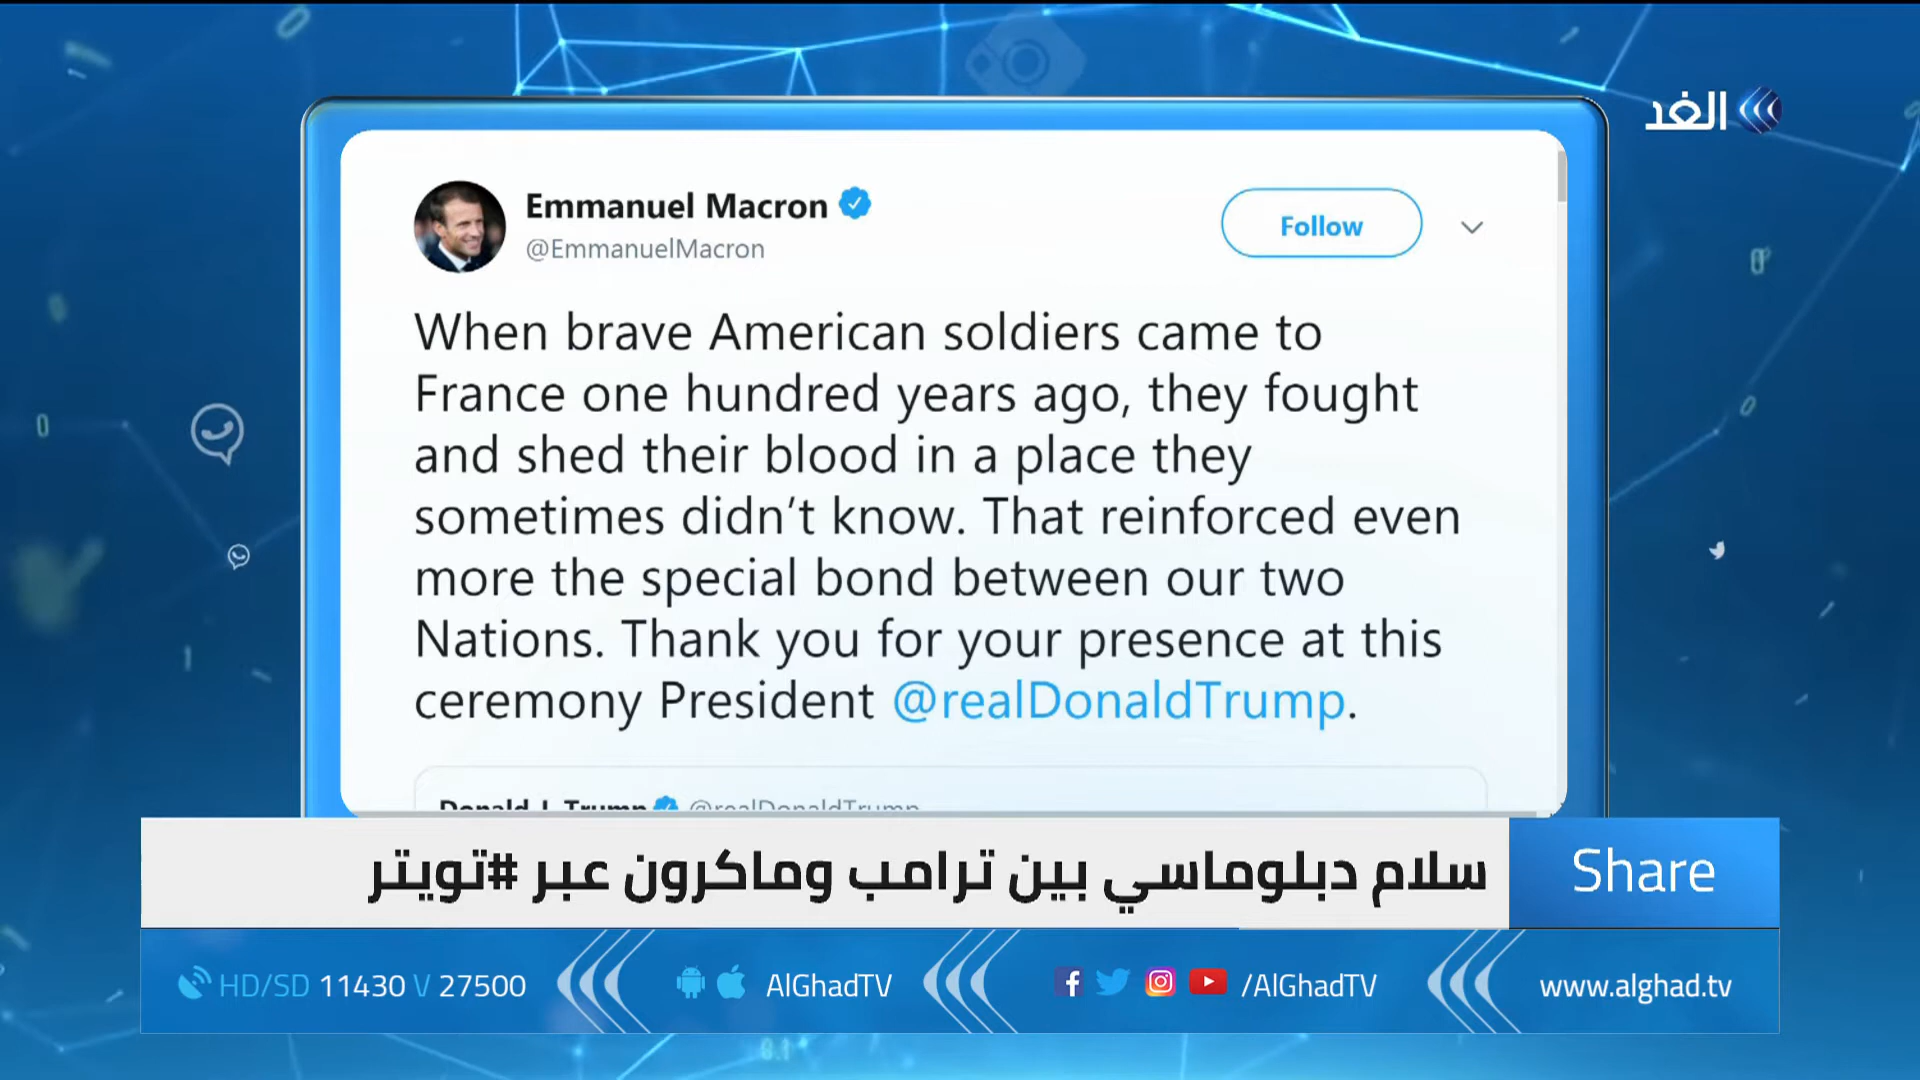 الغد
Emmanuel Macron
@EmmanuelMacron
Follow
When brave American soldiers came to
France one hundred years ago, they fought
and shed their blood in a place they
sometimes didn't know. That reinforced even
more the special bond between our two
Nations. Thank you for your presence at this
ceremony President @realDonaldTrump.
Donald J. Trump @realDonaldTrump
سلام دبلوماسي بين ترامب وماكرون عبر #تويتر
Share
HD/SD 11430 V 27500
AlGhadTV
/AlGhadTV
www.alghad.tv